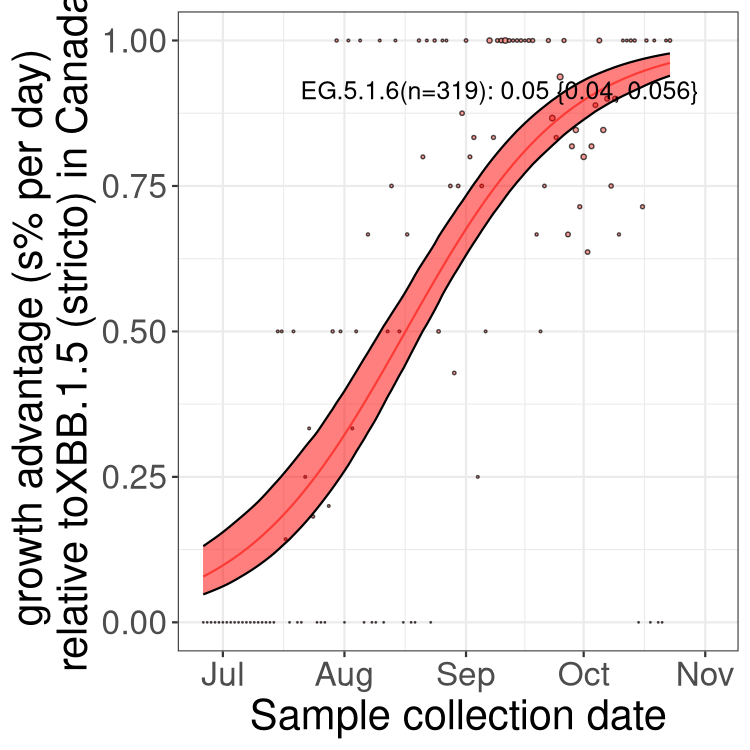 growth advantage (s% per day)
relative toXBB.1.5 (stricto) in Canada
1.00
0.75
0.50
0.25
0.00
EG.5.1.6(n=319): 0.05 {0.04, 0.056}
Jul Aug Sep Oct Nov
Sample collection date